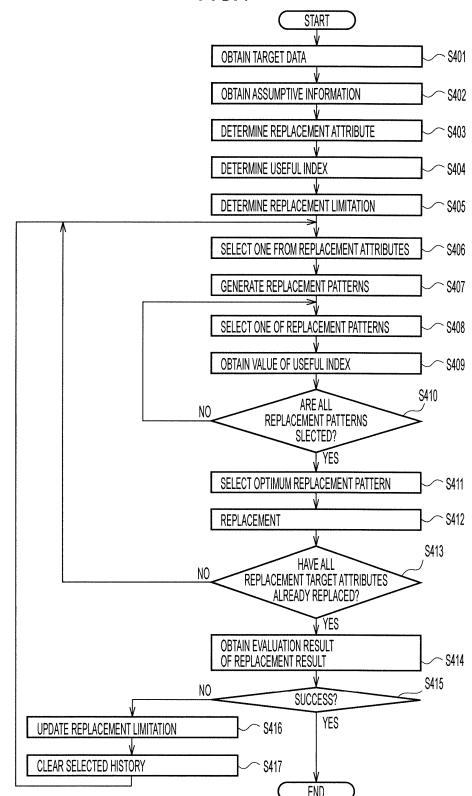 START
OBTAIN TARGET DATA
S401
OBTAIN ASSUMPTIVE INFORMATION
S402
DETERMINE REPLACEMENT ATTRIBUTE
S403
DETERMINE USEFUL INDEX
S404
DETERMINE REPLACEMENT LIMITATION
S405
SELECT ONE FROM REPLACEMENT ATTRIBUTES
S406
GENERATE REPLACEMENT PATTERNS
S407
SELECT ONE OF REPLACEMENT PATTERNS
S408
OBTAIN VALUE OF USEFUL INDEX
S409
ARE ALL
REPLACEMENT PATTERNS
SLECTED?
S410
NO
YES
SELECT OPTIMUM REPLACEMENT PATTERN
S411
REPLACEMENT
S412
HAVE ALL
REPLACEMENT TARGET ATTRIBUTES
ALREADY REPLACED?
S413
NO
YES
OBTAIN EVALUATION RESULT
OF REPLACEMENT RESULT
S414
SUCCESS?
S415
NO
YES
UPDATE REPLACEMENT LIMITATION
S416
CLEAR SELECTED HISTORY
S417
END